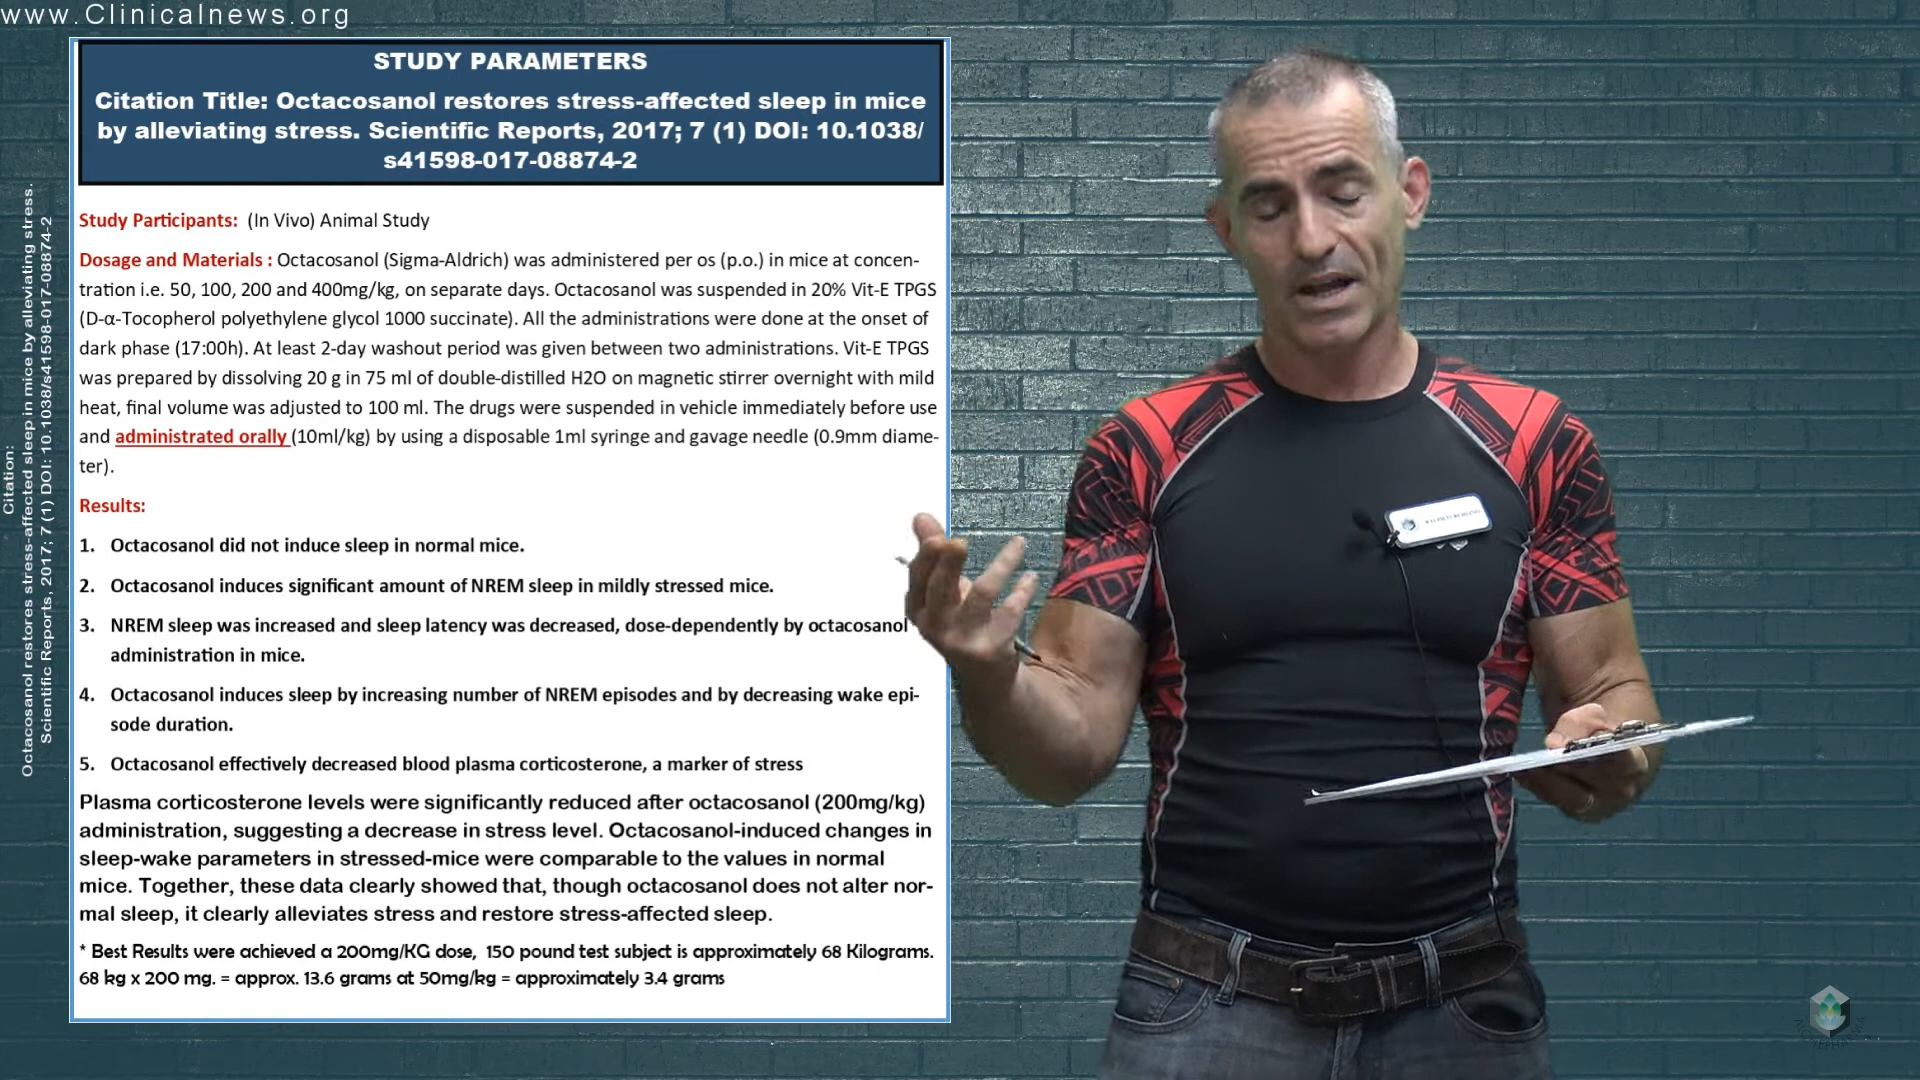 www.Clinicalnews.org
STUDY PARAMETERS
Citation Title: Octacosanol restores stress-affected sleep in mice
by alleviating stress. Scientific Reports, 2017; 7 (1) DOI: 10.1038/
s41598-017-08874-2
Study Participants: (In Vivo) Animal Study
Dosage and Materials : Octacosanol (Sigma-Aldrich) was administered per os (p.o.) in mice at concen-
tration i.e. 50, 100, 200 and 400mg/kg, on separate days. Octacosanol was suspended in 20% Vit-E TPGS
(D-α-Tocopherol polyethylene glycol 1000 succinate). All the administrations were done at the onset of
dark phase (17:00h). At least 2-day washout period was given between two administrations. Vit-E TPGS
was prepared by dissolving 20 g in 75 ml of double-distilled H2O on magnetic stirrer overnight with mild
heat, final volume was adjusted to 100 ml. The drugs were suspended in vehicle immediately before use
and administrated orally (10ml/kg) by using a disposable 1ml syringe and gavage needle (0.9mm diame-
ter).
Results:
1. Octacosanol did not induce sleep in normal mice.
2. Octacosanol induces significant amount of NREM sleep in mildly stressed mice.
3. NREM sleep was increased and sleep latency was decreased, dose-dependently by octacosanol
administration in mice.
4. Octacosanol induces sleep by increasing number of NREM episodes and by decreasing wake epi-
sode duration.
5. Octacosanol effectively decreased blood plasma corticosterone, a marker of stress
Plasma corticosterone levels were significantly reduced after octacosanol (200mg/kg)
administration, suggesting a decrease in stress level. Octacosanol-induced changes in
sleep-wake parameters in stressed-mice were comparable to the values in normal
mice. Together, these data clearly showed that, though octacosanol does not alter nor-
mal sleep, it clearly alleviates stress and restore stress-affected sleep.
* Best Results were achieved a 200mg/KG dose, 150 pound test subject is approximately 68 Kilograms.
68 kg x 200 mg. = approx. 13.6 grams at 50mg/kg = approximately 3.4 grams
Citation:
Octacosanol restores stress-affected sleep in mice by alleviating stress.
Scientific Reports, 2017; 7 (1) DOI: 10.1038/s41598-017-08874-2